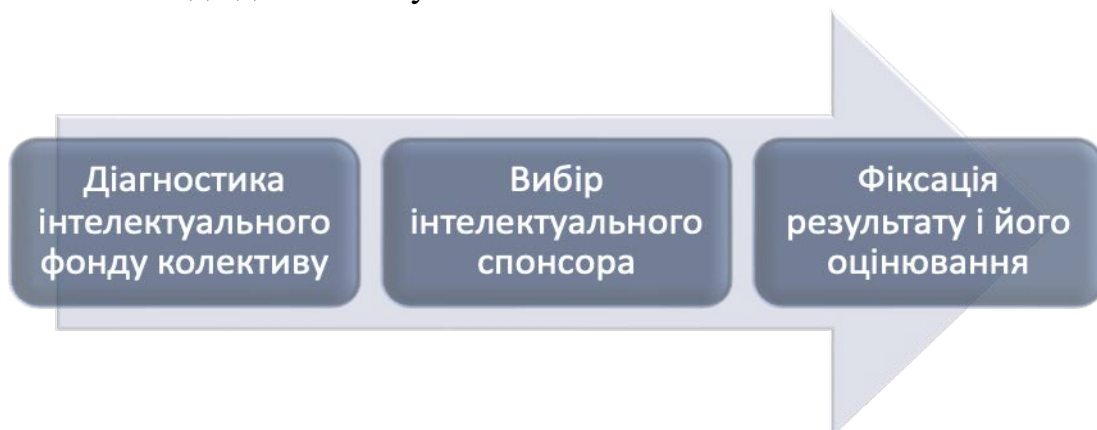 Діагностика
інтелектуального
фонду колективу
Вибір
інтелектуального
спонсора
Фіксація
результату і його
оцінювання